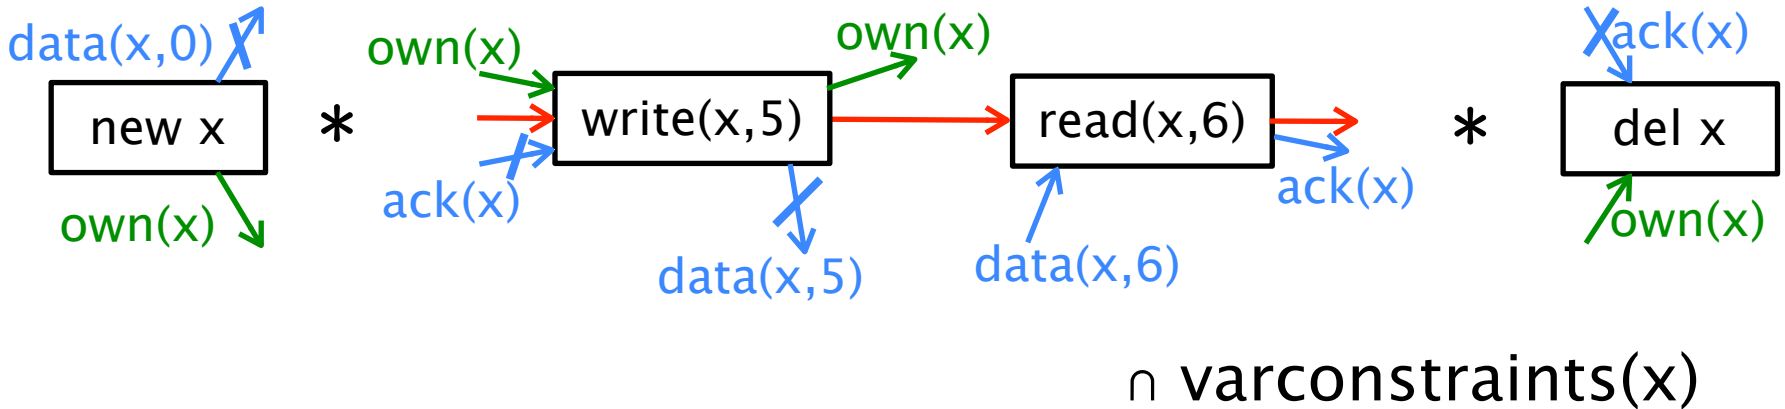 data(x,0)
own(x)
new x
*
own(x)
ack(x)
write(x,5)
own(x)
data(x,5)
read(x,6)
data(x,6)
ack(x)
*
ack(x)
del x
own(x)
∩ varconstraints(x)